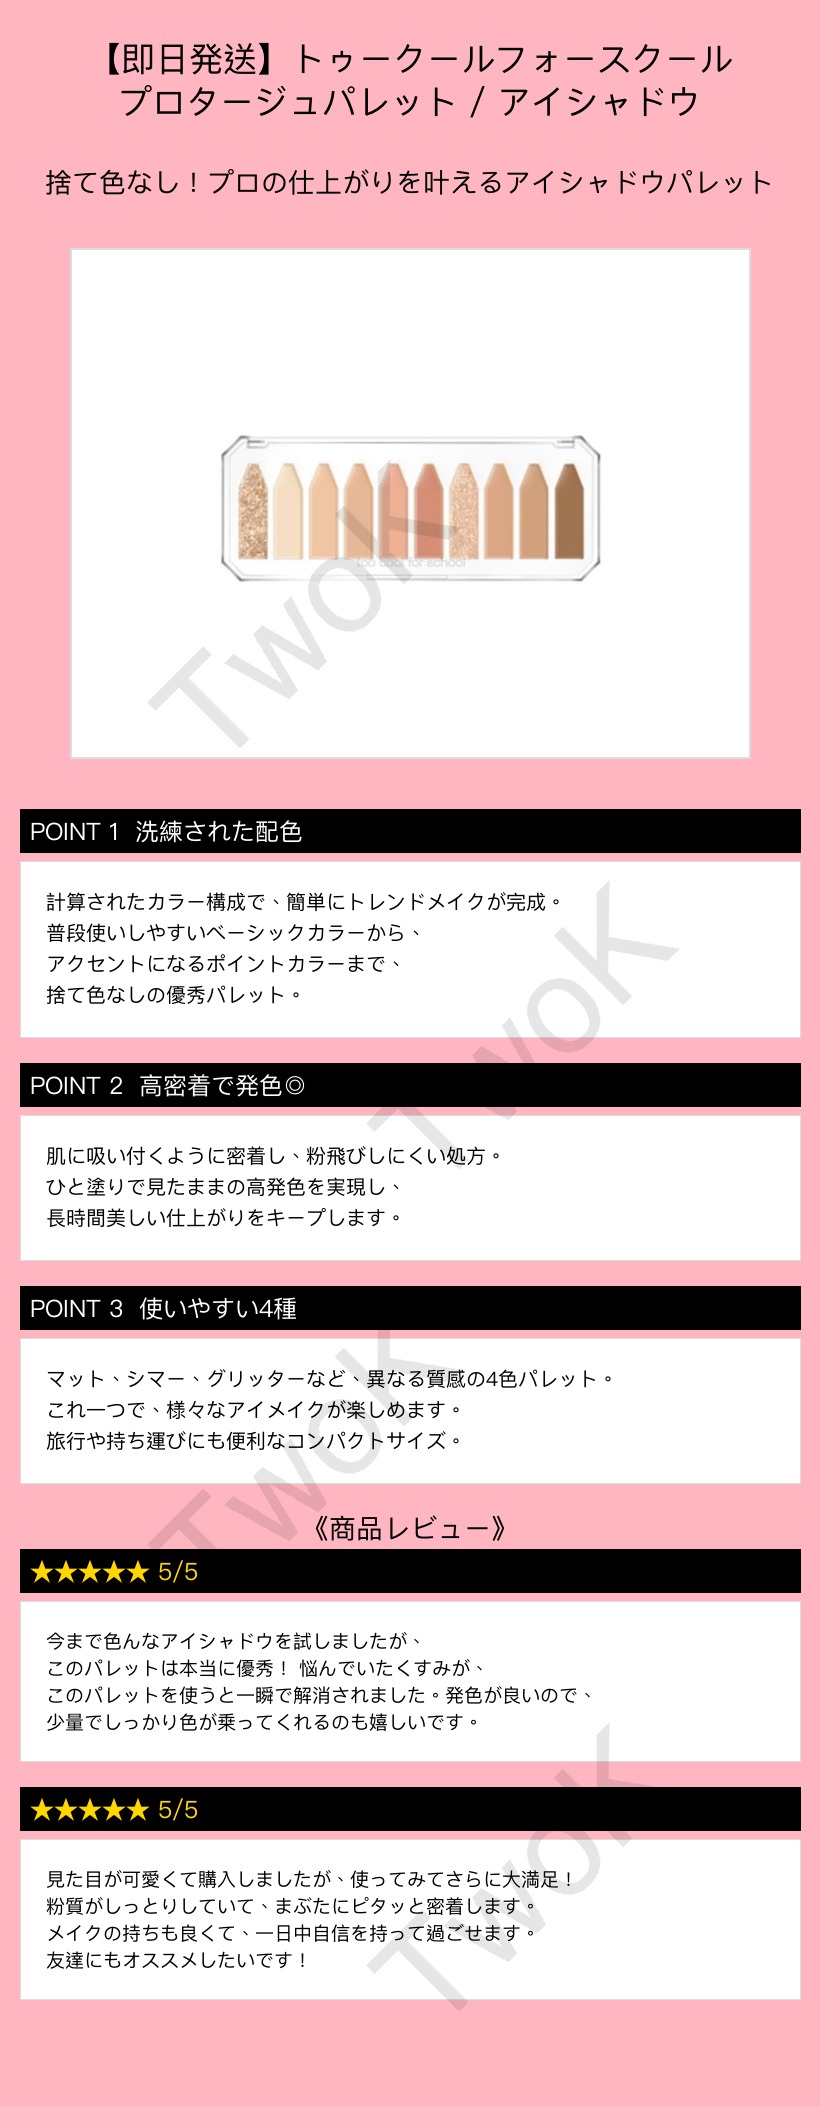 【即日発送】トゥークールフォースクール
プロタージュパレット / アイシャドウ
捨て色なし！プロの仕上がりを叶えるアイシャドウパレット
too cool for school
TwoK
POINT 1 洗練された配色
計算されたカラー構成で、簡単にトレンドメイクが完成。
普段使いしやすいベーシックカラーから、
アクセントになるポイントカラーまで、
捨て色なしの優秀パレット。
TwoK
POINT 2 高密着で発色◎
肌に吸い付くように密着し、粉飛びしにくい処方。
ひと塗りで見たままの高発色を実現し、
長時間美しい仕上がりをキープします。
POINT 3 使いやすい4種
マット、シマー、グリッターなど、異なる質感の4色パレット。
これ一つで、様々なアイメイクが楽しめます。
旅行や持ち運びにも便利なコンパクトサイズ。
TwoK
《商品レビュー》
★★★★★ 5/5
今まで色んなアイシャドウを試しましたが、
このパレットは本当に優秀！ 悩んでいたくすみが、
このパレットを使うと一瞬で解消されました。発色が良いので、
少量でしっかり色が乗ってくれるのも嬉しいです。
★★★★★ 5/5
見た目が可愛くて購入しましたが、使ってみてさらに大満足！
粉質がしっとりしていて、まぶたにピタッと密着します。
メイクの持ちも良くて、一日中自信を持って過ごせます。
友達にもオススメしたいです！
TwoK